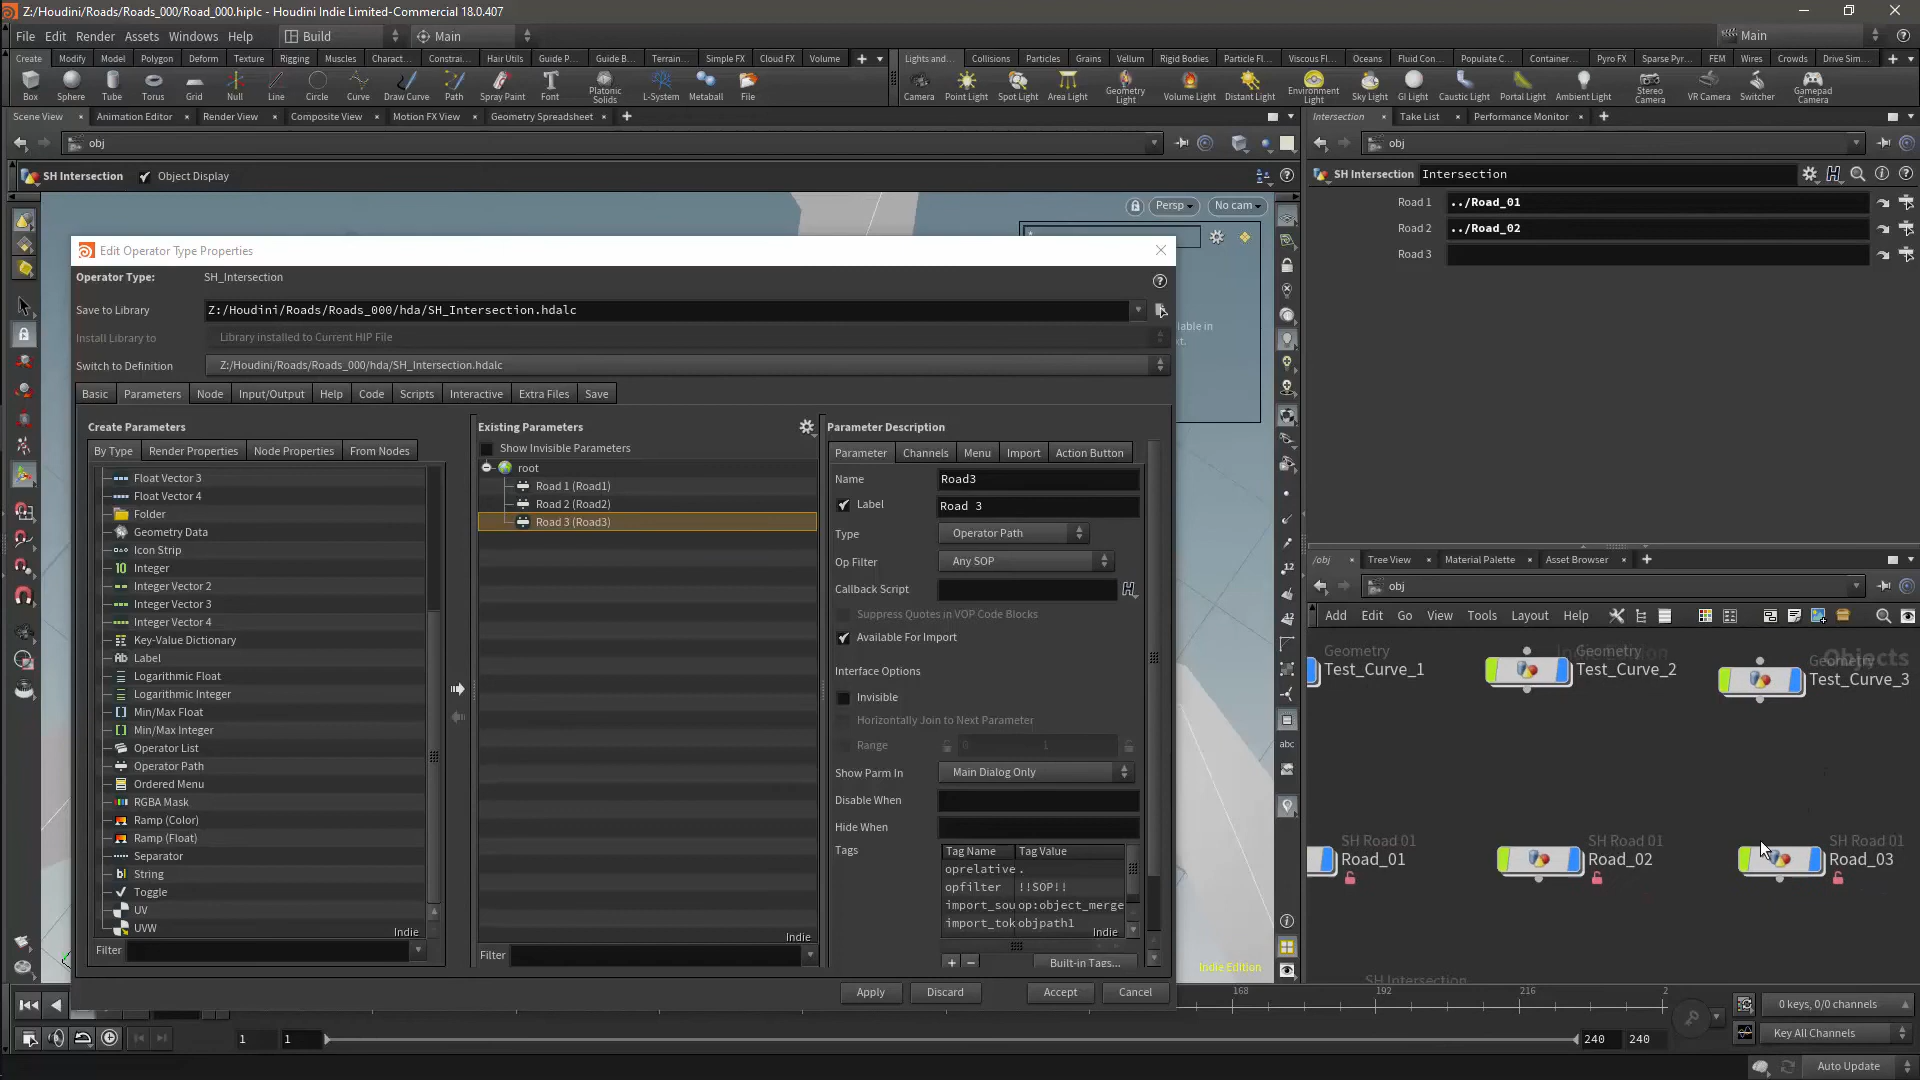 Z:/Houdini/Roads/Roads_000/Road_000.hiplc - Houdini Indie Limited-Commercial 18.0.407
File Edit Render Assets Windows Help Build Main Main
Create Modify Model Polygon Deform Texture Rigging Muscles Charact... Constrai... Hair Utils Guide P... Guide B... Terrain... Simple FX Cloud FX Volume Lights and... Collisions Particles Grains Vellum Rigid Bodies Particle Fl... Viscous Fl... Oceans Fluid Con... Populate C... Container... Pyro FX Sparse Pyr... FEM Wires Crowds Drive Sim...
Box Sphere Tube Torus Grid Null Line Circle Curve Draw Curve Path Spray Paint Font Platonic Solids L-System Metaball File Camera Point Light Spot Light Area Light Geometry Light Volume Light Distant Light Environment Light Sky Light GI Light Caustic Light Portal Light Ambient Light Stereo Camera VR Camera Switcher Gamepad Camera
Scene View Animation Editor Render View Composite View Motion FX View Geometry Spreadsheet Intersection Take List Performance Monitor
obj obj
SH Intersection Object Display SH Intersection Intersection
Persp No cam
Road 1 ../Road_01
Road 2 ../Road_02
Road 3
Edit Operator Type Properties
Operator Type: SH_Intersection
Save to Library Z:/Houdini/Roads/Roads_000/hda/SH_Intersection.hdalc
Install Library to Library installed to Current HIP File
Switch to Definition Z:/Houdini/Roads/Roads_000/hda/SH_Intersection.hdalc
Basic Parameters Node Input/Output Help Code Scripts Interactive Extra Files Save
Create Parameters
By Type Render Properties Node Properties From Nodes
Float Vector 3
Float Vector 4
Folder
Geometry Data
Icon Strip
Integer
Integer Vector 2
Integer Vector 3
Integer Vector 4
Key-Value Dictionary
Label
Logarithmic Float
Logarithmic Integer
Min/Max Float
Min/Max Integer
Operator List
Operator Path
Ordered Menu
RGBA Mask
Ramp (Color)
Ramp (Float)
Separator
String
Toggle
UV
UVW
Indie
Filter
Existing Parameters
Show Invisible Parameters
root
Road 1 (Road1)
Road 2 (Road2)
Road 3 (Road3)
Indie
Filter
Parameter Description
Parameter Channels Menu Import Action Button
Name Road3
Label Road 3
Type Operator Path
Op Filter Any SOP
Callback Script
Suppress Quotes in VOP Code Blocks
Available For Import
Interface Options
Invisible
Horizontally Join to Next Parameter
Range 0 1
Show Parm In Main Dialog Only
Disable When
Hide When
Tags Tag Name Tag Value
oprelative .
opfilter !!SOP!!
import_sou op:object_merge
import_tok objpath1
Indie
Built-in Tags...
Apply Discard Accept Cancel
lable in
xt.
Indie Edition
/obj Tree View Material Palette Asset Browser
obj
Add Edit Go View Tools Layout Help
Objects
Geometry
Test_Curve_1
Geometry
Test_Curve_2
Geometry
Test_Curve_3
SH Road 01
Road_01
SH Road 01
Road_02
SH Road 01
Road_03
SH Intersection
168 192 216 2
1 1 240 240
0 keys, 0/0 channels
Key All Channels
Auto Update